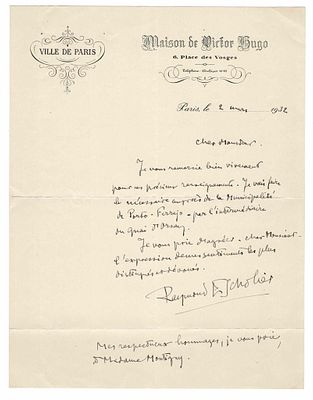 VILLE DE PARIS
Maison de Victor Hugo
6, Place des Vosges
Paris, le 2 mars 1932
Cher Monsieur,
Je vous remercie bien vivement
pour vos précieux renseignements. Je vais faire
le nécessaire auprès de la Municipalité
de Porto-Ferrajo par l'intermédiaire
du Quai d'Orsay.
Je vous prie d'agréer, cher Monsieur
l'expression de mes sentiments les plus
distingués et dévoués.
Raymond Escholier
Mes respectueux hommages, je vous prie,
à Madame